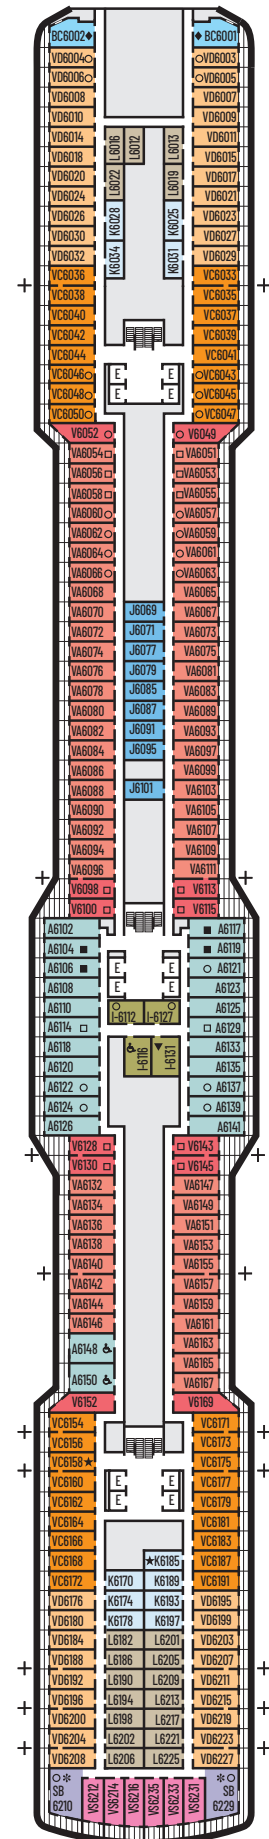 BC6002♦ ♦ BC6001
VD6004○ ○VD6003
VD6006○ ○VD6005
VD6008 VD6007
VD6010 VD6009
VD6014 L6016 L6012 L6013 VD6011
VD6018 VD6015
VD6020 L6022 L6019 VD6017
VD6024 VD6021
VD6026 K6028 K6025 VD6023
VD6030 VD6027
VD6032 K6034 K6031 VD6029
VC6036 VC6033
VC6038 VC6035
VC6040 VC6037
VC6042 VC6039
VC6044 VC6041
VC6046○ E E ○VC6043
VC6048○ E E ○VC6045
VC6050○ ○VC6047
V6052 ○ ○ V6049
VA6054□ □VA6051
VA6056□ □VA6053
VA6058□ □VA6055
VA6060○ ○VA6057
VA6062○ ○VA6059
VA6064○ ○VA6061
VA6066○ ○VA6063
VA6068 VA6065
VA6070 J6069 VA6067
VA6072 J6071 VA6073
VA6074 J6077 VA6075
VA6076 J6079 VA6081
VA6078 J6085 VA6083
VA6080 J6087 VA6089
VA6082 J6091 VA6093
VA6084 J6095 VA6097
VA6086 VA6099
VA6088 J6101 VA6103
VA6090 VA6105
VA6092 VA6107
VA6094 VA6109
VA6096 VA6111
V6098 □ □ V6113
V6100 □ □ V6115
A6102 ■ A6117
A6104 ■ ■ A6119
A6106 ■ E E ○ A6121
A6108 E E A6123
A6110 I-6112 ○ ○ I-6127 A6125
A6114 □ □ A6129
A6118 I-6116 ♿ ▼ I-6131 A6133
A6120 A6135
A6122 ○ ○ A6137
A6124 ○ ○ A6139
A6126 A6141
V6128 □ □ V6143
V6130 □ □ V6145
VA6132 VA6147
VA6134 VA6149
VA6136 VA6151
VA6138 VA6153
VA6140 VA6155
VA6142 VA6157
VA6144 VA6159
VA6146 VA6161
A6148 ♿ VA6163
VA6165
A6150 ♿ VA6167
V6152 V6169
VC6154 VC6171
VC6156 VC6173
VC6158★ VC6175
VC6160 E E VC6177
VC6162 E E VC6179
VC6164 VC6181
VC6166 VC6183
VC6168 ★K6185 VC6187
VC6172 K6170 K6189 VC6191
VD6176 K6174 K6193 VD6195
VD6180 K6178 K6197 VD6199
VD6184 L6182 L6201 VD6203
VD6188 L6186 L6205 VD6207
VD6192 L6190 L6209 VD6211
VD6196 L6194 L6213 VD6215
VD6200 L6198 L6217 VD6219
VD6204 L6202 L6221 VD6223
VD6208 L6206 L6225 VD6227
○✻ ✻○
SB SB
6210 VS6212 VS6214 VS6216 VS6235 VS6233 VS6231 6229